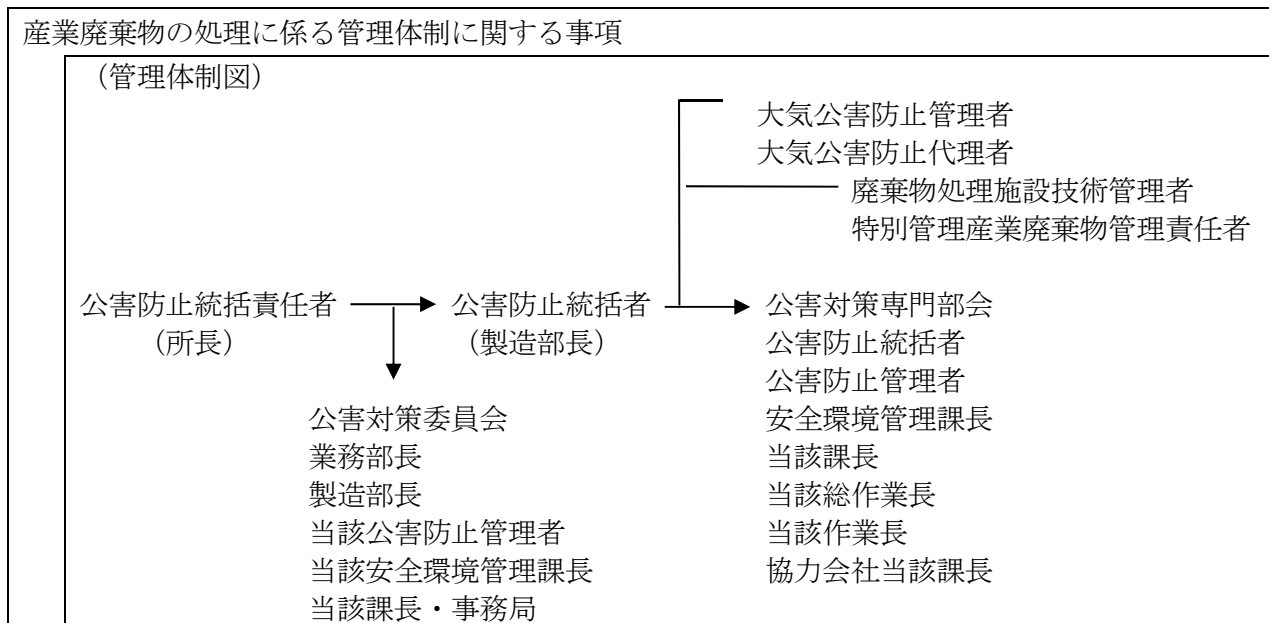 産業廃棄物の処理に係る管理体制に関する事項
（管理体制図）
大気公害防止管理者
大気公害防止代理者
廃棄物処理施設技術管理者
特別管理産業廃棄物管理責任者
公害防止統括責任者
（所長）
公害防止統括者
（製造部長）
公害対策専門部会
公害防止統括者
公害防止管理者
安全環境管理課長
当該課長
当該総作業長
当該作業長
協力会社当該課長
公害対策委員会
業務部長
製造部長
当該公害防止管理者
当該安全環境管理課長
当該課長・事務局